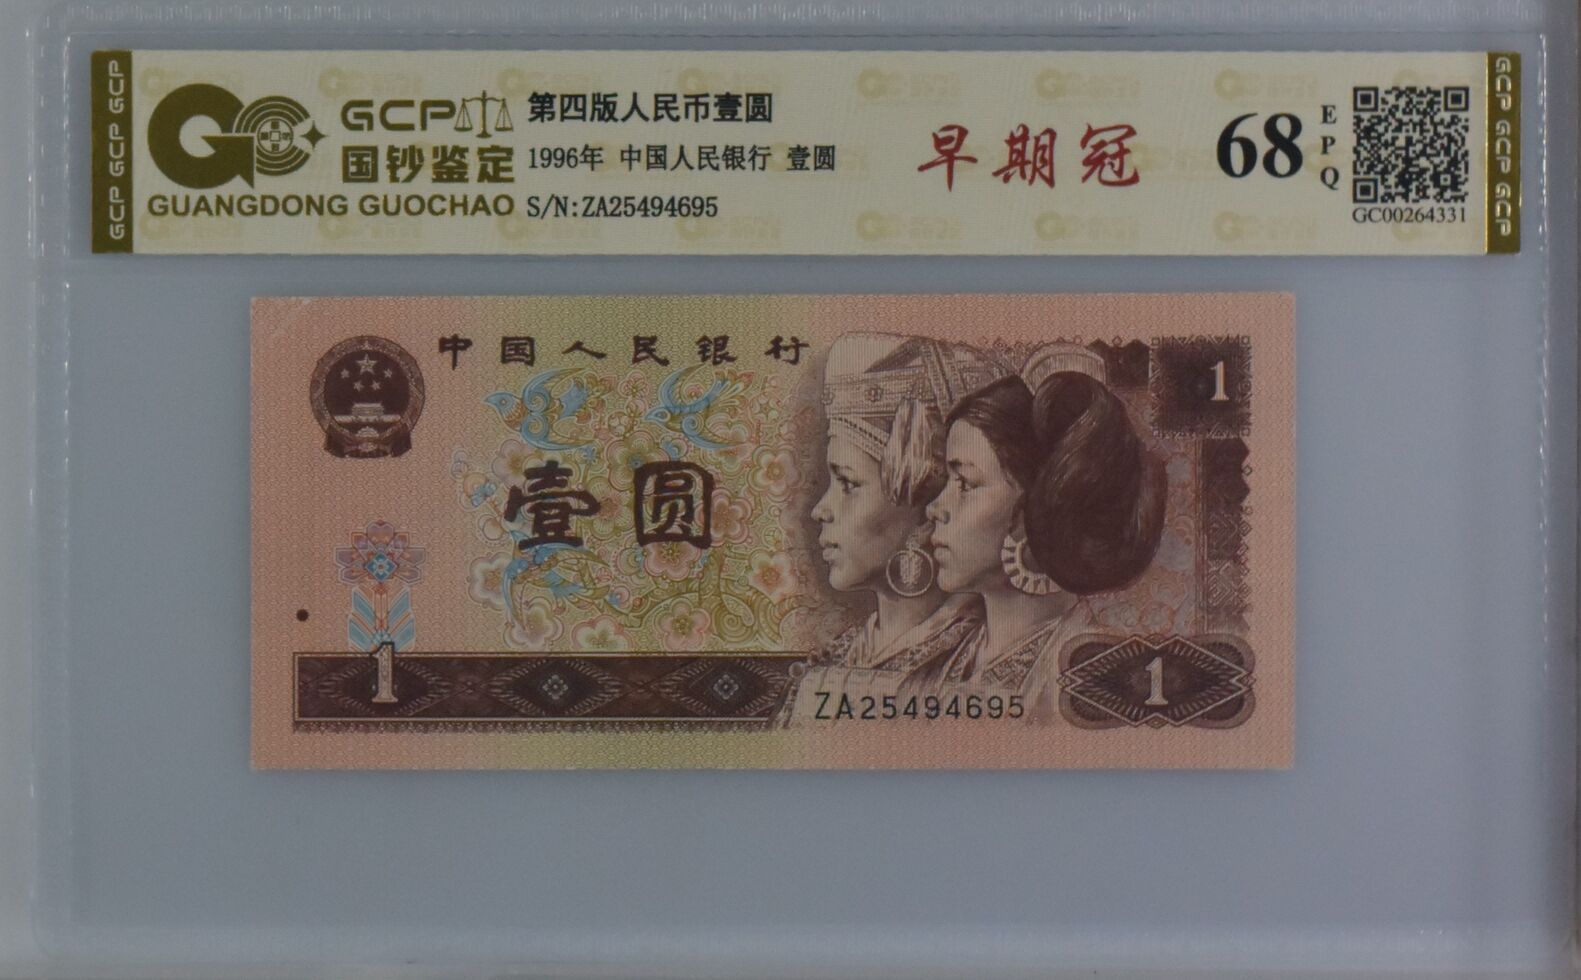 GCP GCP GCP
GCP
国钞鉴定
GUANGDONG GUOCHAO
第四版人民币壹圆
1996年 中国人民银行 壹圆
S/N:ZA25494695
早期冠
68
EPQ
GC00264331
GCP GCP GCP
中国人民银行
1
壹圆
1
ZA25494695
1